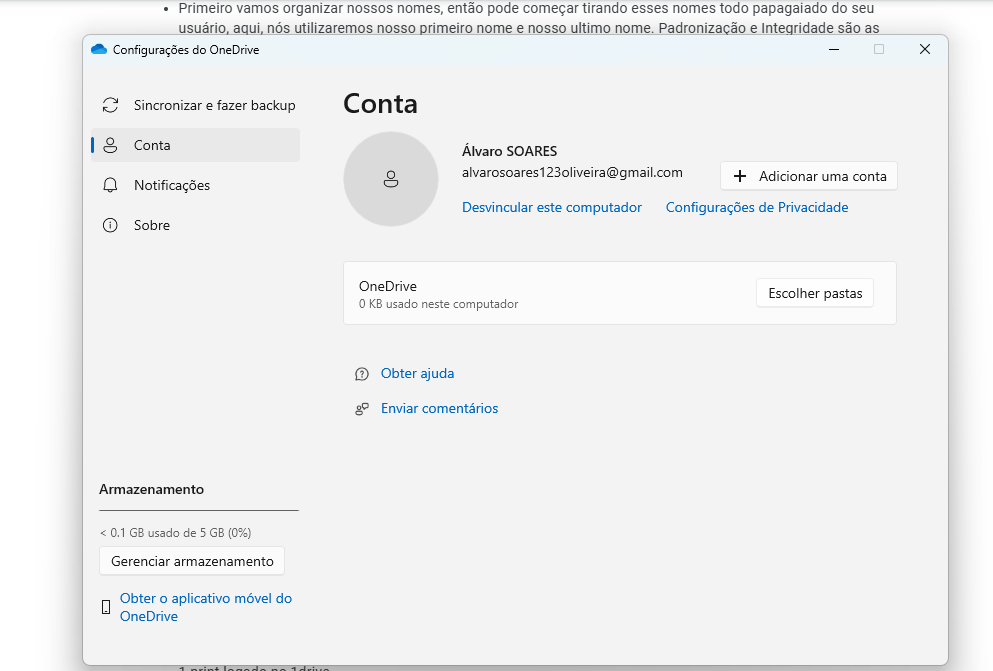 Primeiro vamos organizar nossos nomes, então pode começar tirando esses nomes todo papagaiado do seu
usuário, aqui, nós utilizaremos nosso primeiro nome e nosso ultimo nome. Padronização e Integridade são as
Configurações do OneDrive
Sincronizar e fazer backup
Conta
Notificações
Sobre
Conta
Álvaro SOARES
alvarosoares123oliveira@gmail.com
Adicionar uma conta
Desvincular este computador
Configurações de Privacidade
OneDrive
0 KB usado neste computador
Escolher pastas
Obter ajuda
Enviar comentários
Armazenamento
< 0.1 GB usado de 5 GB (0%)
Gerenciar armazenamento
Obter o aplicativo móvel do
OneDrive
1 print logado no 1drive